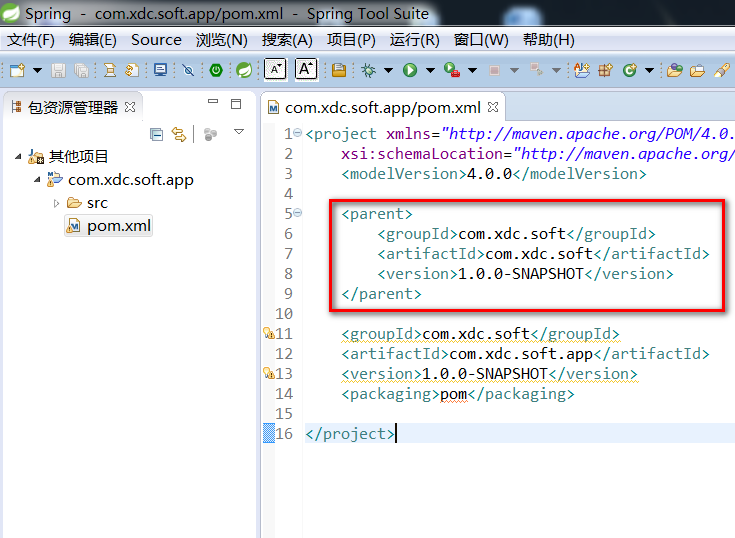 Spring - com.xdc.soft.app/pom.xml - Spring Tool Suite
文件(F) 编辑(E) Source 浏览(N) 搜索(A) 项目(P) 运行(R) 窗口(W) 帮助(H)
包资源管理器
其他项目
com.xdc.soft.app
src
pom.xml
com.xdc.soft.app/pom.xml
1 <project xmlns="http://maven.apache.org/POM/4.0.
2 xsi:schemaLocation="http://maven.apache.org/
3 <modelVersion>4.0.0</modelVersion>
4
5 <parent>
6 <groupId>com.xdc.soft</groupId>
7 <artifactId>com.xdc.soft</artifactId>
8 <version>1.0.0-SNAPSHOT</version>
9 </parent>
10
11 <groupId>com.xdc.soft</groupId>
12 <artifactId>com.xdc.soft.app</artifactId>
13 <version>1.0.0-SNAPSHOT</version>
14 <packaging>pom</packaging>
15
16 </project>